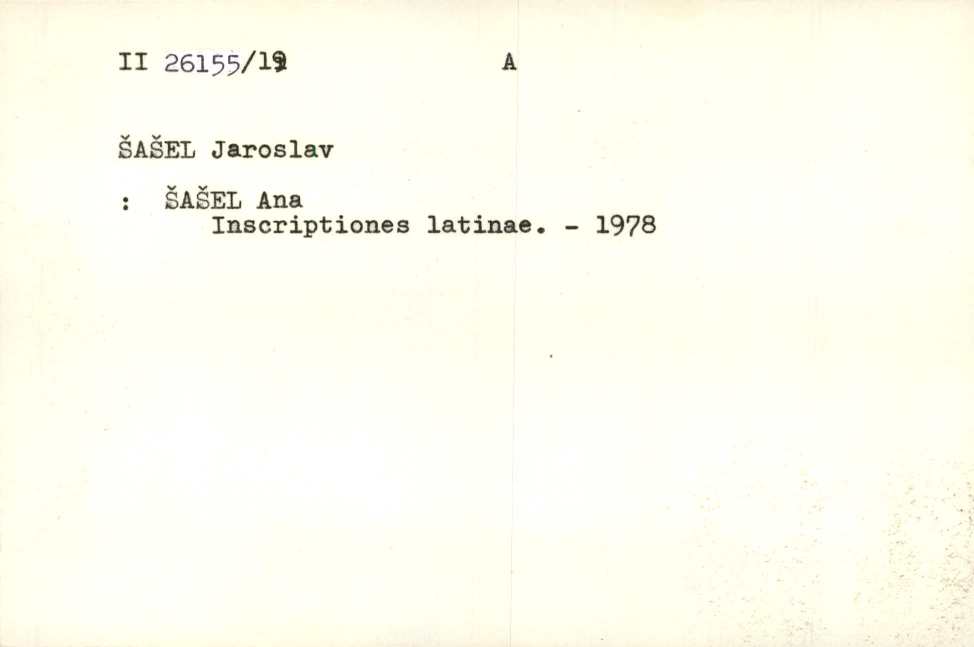 II 26155/19 A
ŠAŠEL Jaroslav
: ŠAŠEL Ana
Inscriptiones latinae. - 1978